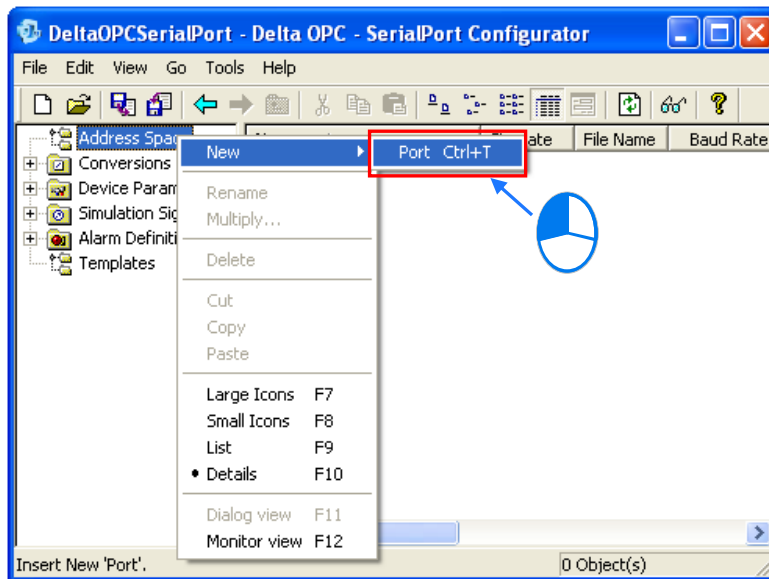 DeltaOPCSerialPort - Delta OPC - SerialPort Configurator
File Edit View Go Tools Help
Address Spac
Conversions
Device Param
Simulation Sig
Alarm Definiti
Templates
File Name Baud Rate
New
Port Ctrl+T
Rename
Multiply...
Delete
Cut
Copy
Paste
Large Icons F7
Small Icons F8
List F9
Details F10
Dialog view F11
Monitor view F12
Insert New 'Port'.
0 Object(s)